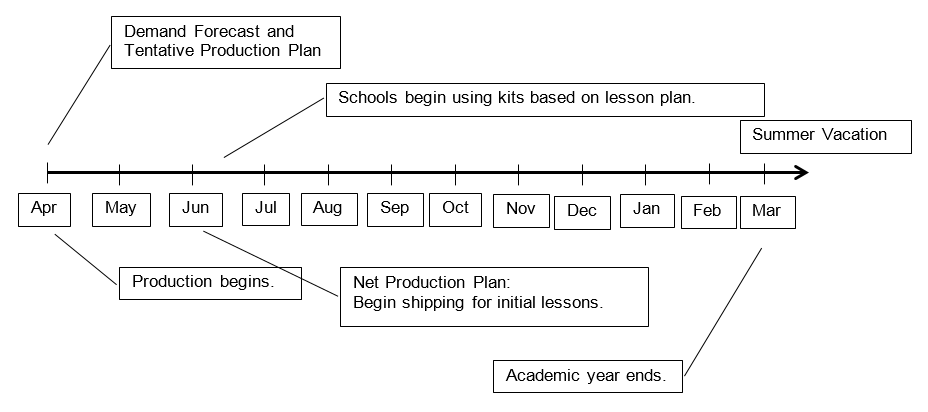 Demand Forecast and
Tentative Production Plan
Schools begin using kits based on lesson plan.
Summer Vacation
Apr
May
Jun
Jul
Aug
Sep
Oct
Nov
Dec
Jan
Feb
Mar
Production begins.
Net Production Plan:
Begin shipping for initial lessons.
Academic year ends.